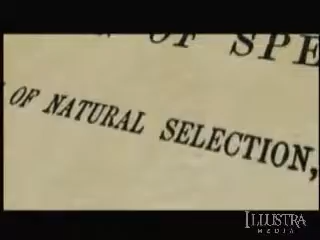 OF SPE
OF NATURAL SELECTION,
ILLUSTRA
MEDIA